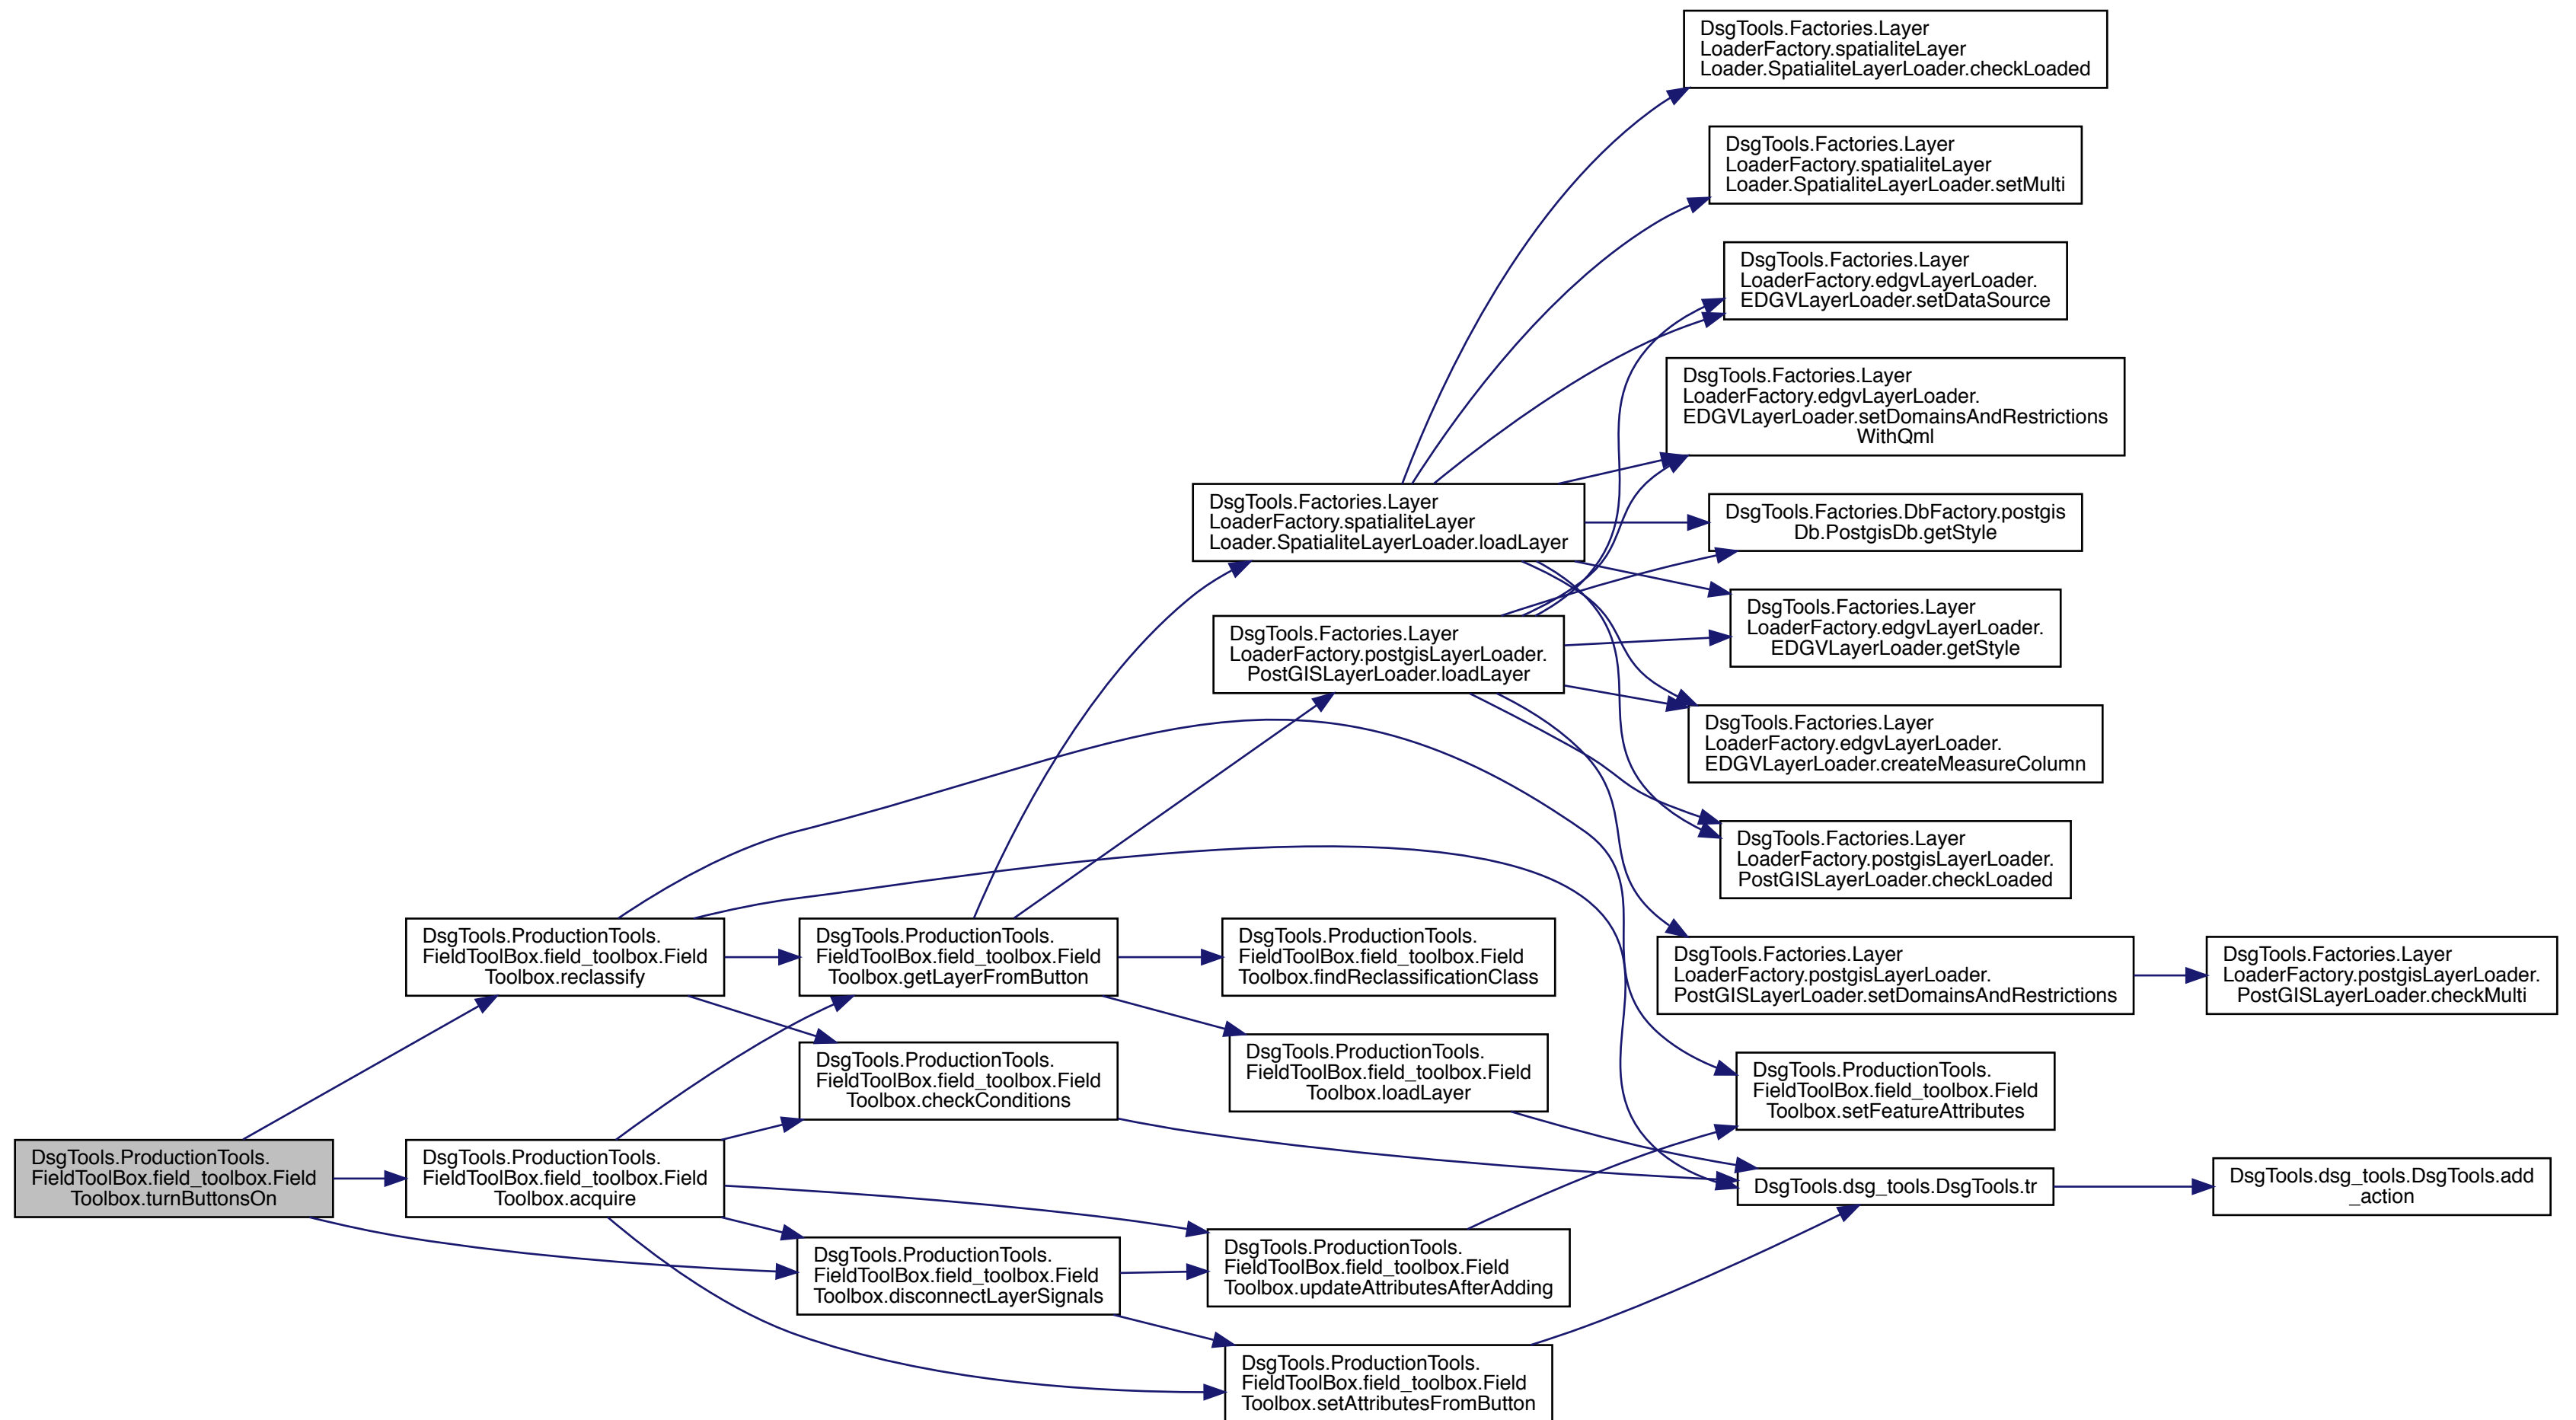 DsgTools.Factories.Layer
LoaderFactory.spatialiteLayer
Loader.SpatialiteLayerLoader.checkLoaded
DsgTools.Factories.Layer
LoaderFactory.spatialiteLayer
Loader.SpatialiteLayerLoader.setMulti
DsgTools.Factories.Layer
LoaderFactory.edgvLayerLoader.
EDGVLayerLoader.setDataSource
DsgTools.Factories.Layer
LoaderFactory.edgvLayerLoader.
EDGVLayerLoader.setDomainsAndRestrictions
WithQml
DsgTools.Factories.Layer
LoaderFactory.spatialiteLayer
Loader.SpatialiteLayerLoader.loadLayer
DsgTools.Factories.DbFactory.postgis
Db.PostgisDb.getStyle
DsgTools.Factories.Layer
LoaderFactory.edgvLayerLoader.
EDGVLayerLoader.getStyle
DsgTools.Factories.Layer
LoaderFactory.postgisLayerLoader.
PostGISLayerLoader.loadLayer
DsgTools.Factories.Layer
LoaderFactory.edgvLayerLoader.
EDGVLayerLoader.createMeasureColumn
DsgTools.Factories.Layer
LoaderFactory.postgisLayerLoader.
PostGISLayerLoader.checkLoaded
DsgTools.ProductionTools.
FieldToolBox.field_toolbox.Field
Toolbox.reclassify
DsgTools.ProductionTools.
FieldToolBox.field_toolbox.Field
Toolbox.getLayerFromButton
DsgTools.ProductionTools.
FieldToolBox.field_toolbox.Field
Toolbox.findReclassificationClass
DsgTools.Factories.Layer
LoaderFactory.postgisLayerLoader.
PostGISLayerLoader.setDomainsAndRestrictions
DsgTools.Factories.Layer
LoaderFactory.postgisLayerLoader.
PostGISLayerLoader.checkMulti
DsgTools.ProductionTools.
FieldToolBox.field_toolbox.Field
Toolbox.checkConditions
DsgTools.ProductionTools.
FieldToolBox.field_toolbox.Field
Toolbox.loadLayer
DsgTools.ProductionTools.
FieldToolBox.field_toolbox.Field
Toolbox.setFeatureAttributes
DsgTools.ProductionTools.
FieldToolBox.field_toolbox.Field
Toolbox.turnButtonsOn
DsgTools.ProductionTools.
FieldToolBox.field_toolbox.Field
Toolbox.acquire
DsgTools.dsg_tools.DsgTools.tr
DsgTools.dsg_tools.DsgTools.add
_action
DsgTools.ProductionTools.
FieldToolBox.field_toolbox.Field
Toolbox.disconnectLayerSignals
DsgTools.ProductionTools.
FieldToolBox.field_toolbox.Field
Toolbox.updateAttributesAfterAdding
DsgTools.ProductionTools.
FieldToolBox.field_toolbox.Field
Toolbox.setAttributesFromButton